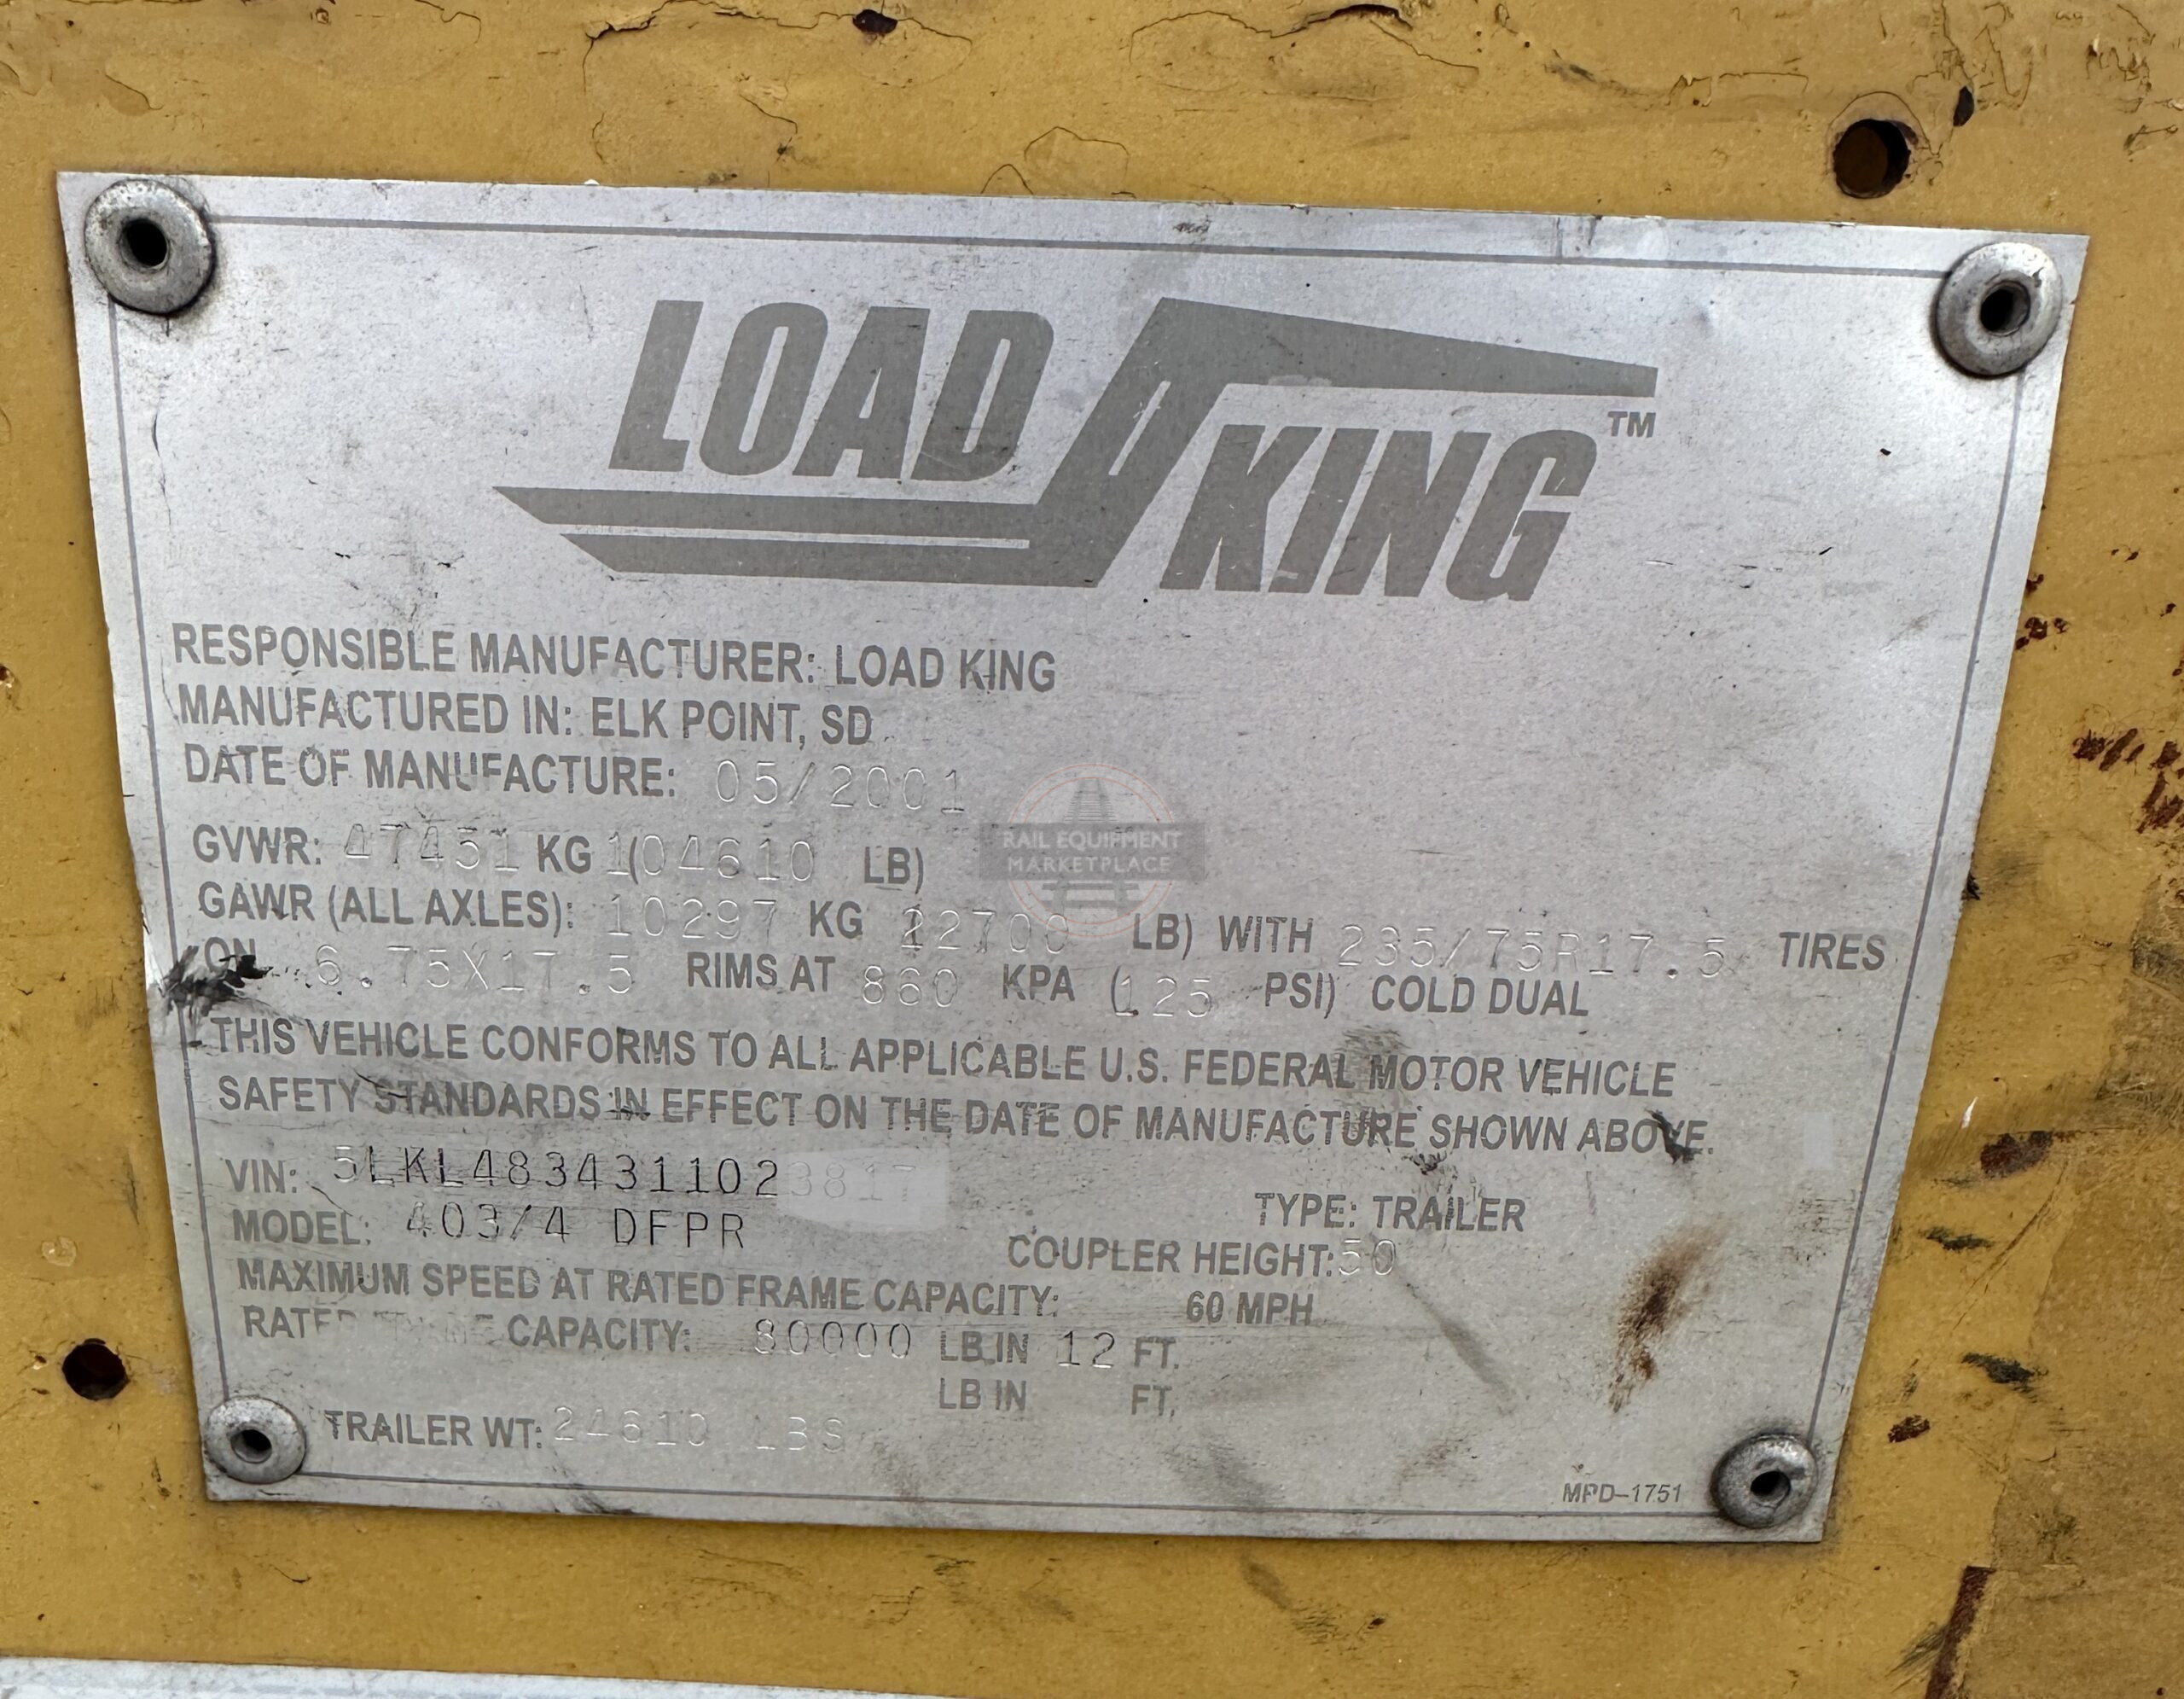 LOAD KING™
RESPONSIBLE MANUFACTURER: LOAD KING
MANUFACTURED IN: ELK POINT, SD
DATE OF MANUFACTURE: 05/2001
RAIL EQUIPMENT
MARKETPLACE
GVWR: 47451 KG (104610 LB)
GAWR (ALL AXLES): 10297 KG 22700 LB) WITH 235/75R17.5 TIRES
ON 6.75X17.5 RIMS AT 860 KPA (125 PSI) COLD DUAL
THIS VEHICLE CONFORMS TO ALL APPLICABLE U.S. FEDERAL MOTOR VEHICLE
SAFETY STANDARDS IN EFFECT ON THE DATE OF MANUFACTURE SHOWN ABOVE.
VIN: 5LKL4834311023817
TYPE: TRAILER
MODEL: 403/4 DFPR
COUPLER HEIGHT: 50
MAXIMUM SPEED AT RATED FRAME CAPACITY: 60 MPH
RATED FRAME CAPACITY: 80000 LB IN 12 FT.
LB IN FT.
TRAILER WT: 24610 LBS
MPD-1751